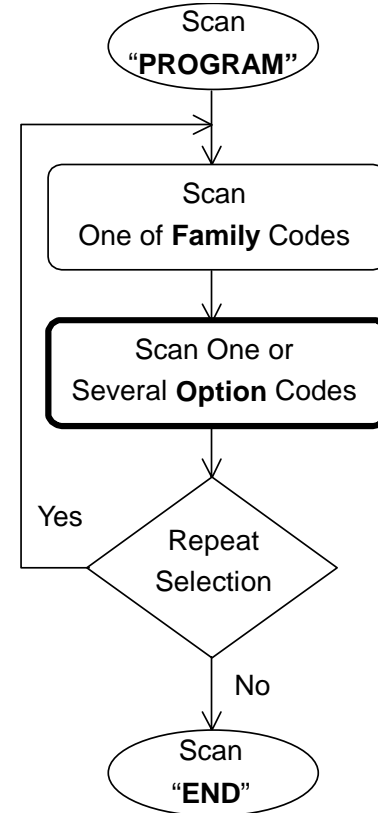 Scan
“PROGRAM”
Scan
One of Family Codes
Scan One or
Several Option Codes
Yes
Repeat
Selection
No
Scan
“END”